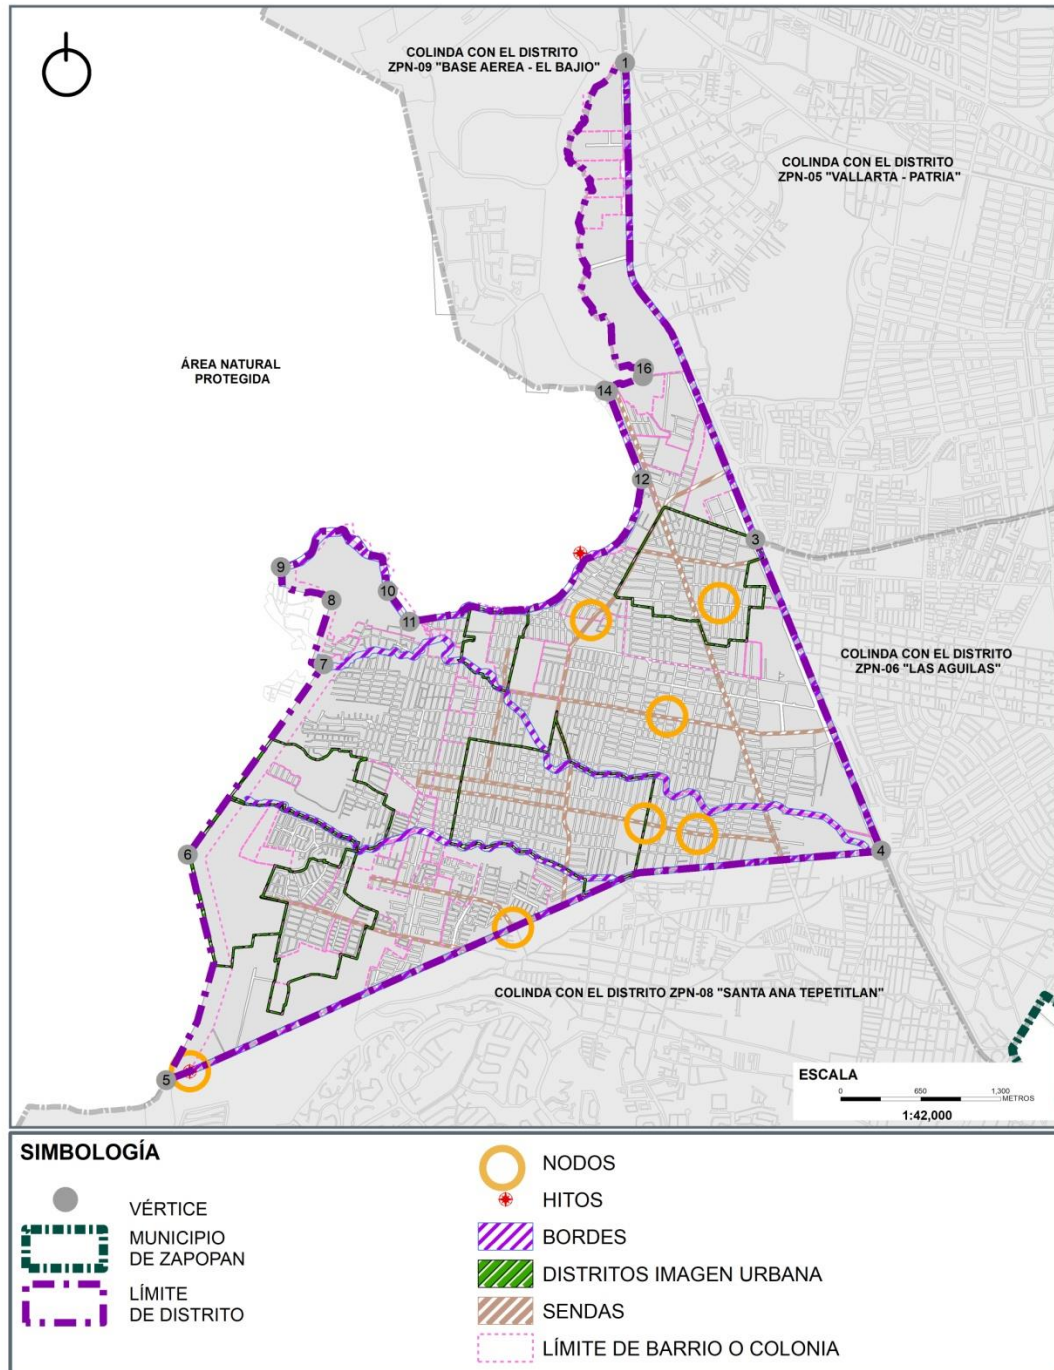 COLINDA CON EL DISTRITO
ZPN-09 "BASE AEREA - EL BAJIO"
1
COLINDA CON EL DISTRITO
ZPN-05 "VALLARTA - PATRIA"
ÁREA NATURAL
PROTEGIDA
16
14
12
3
9
8
10
11
7
COLINDA CON EL DISTRITO
ZPN-06 "LAS AGUILAS"
6
4
COLINDA CON EL DISTRITO ZPN-08 "SANTA ANA TEPETITLAN"
5
ESCALA
0 650 1,300
METROS
1:42,000
SIMBOLOGÍA
VÉRTICE
MUNICIPIO
DE ZAPOPAN
LÍMITE
DE DISTRITO
NODOS
HITOS
BORDES
DISTRITOS IMAGEN URBANA
SENDAS
LÍMITE DE BARRIO O COLONIA